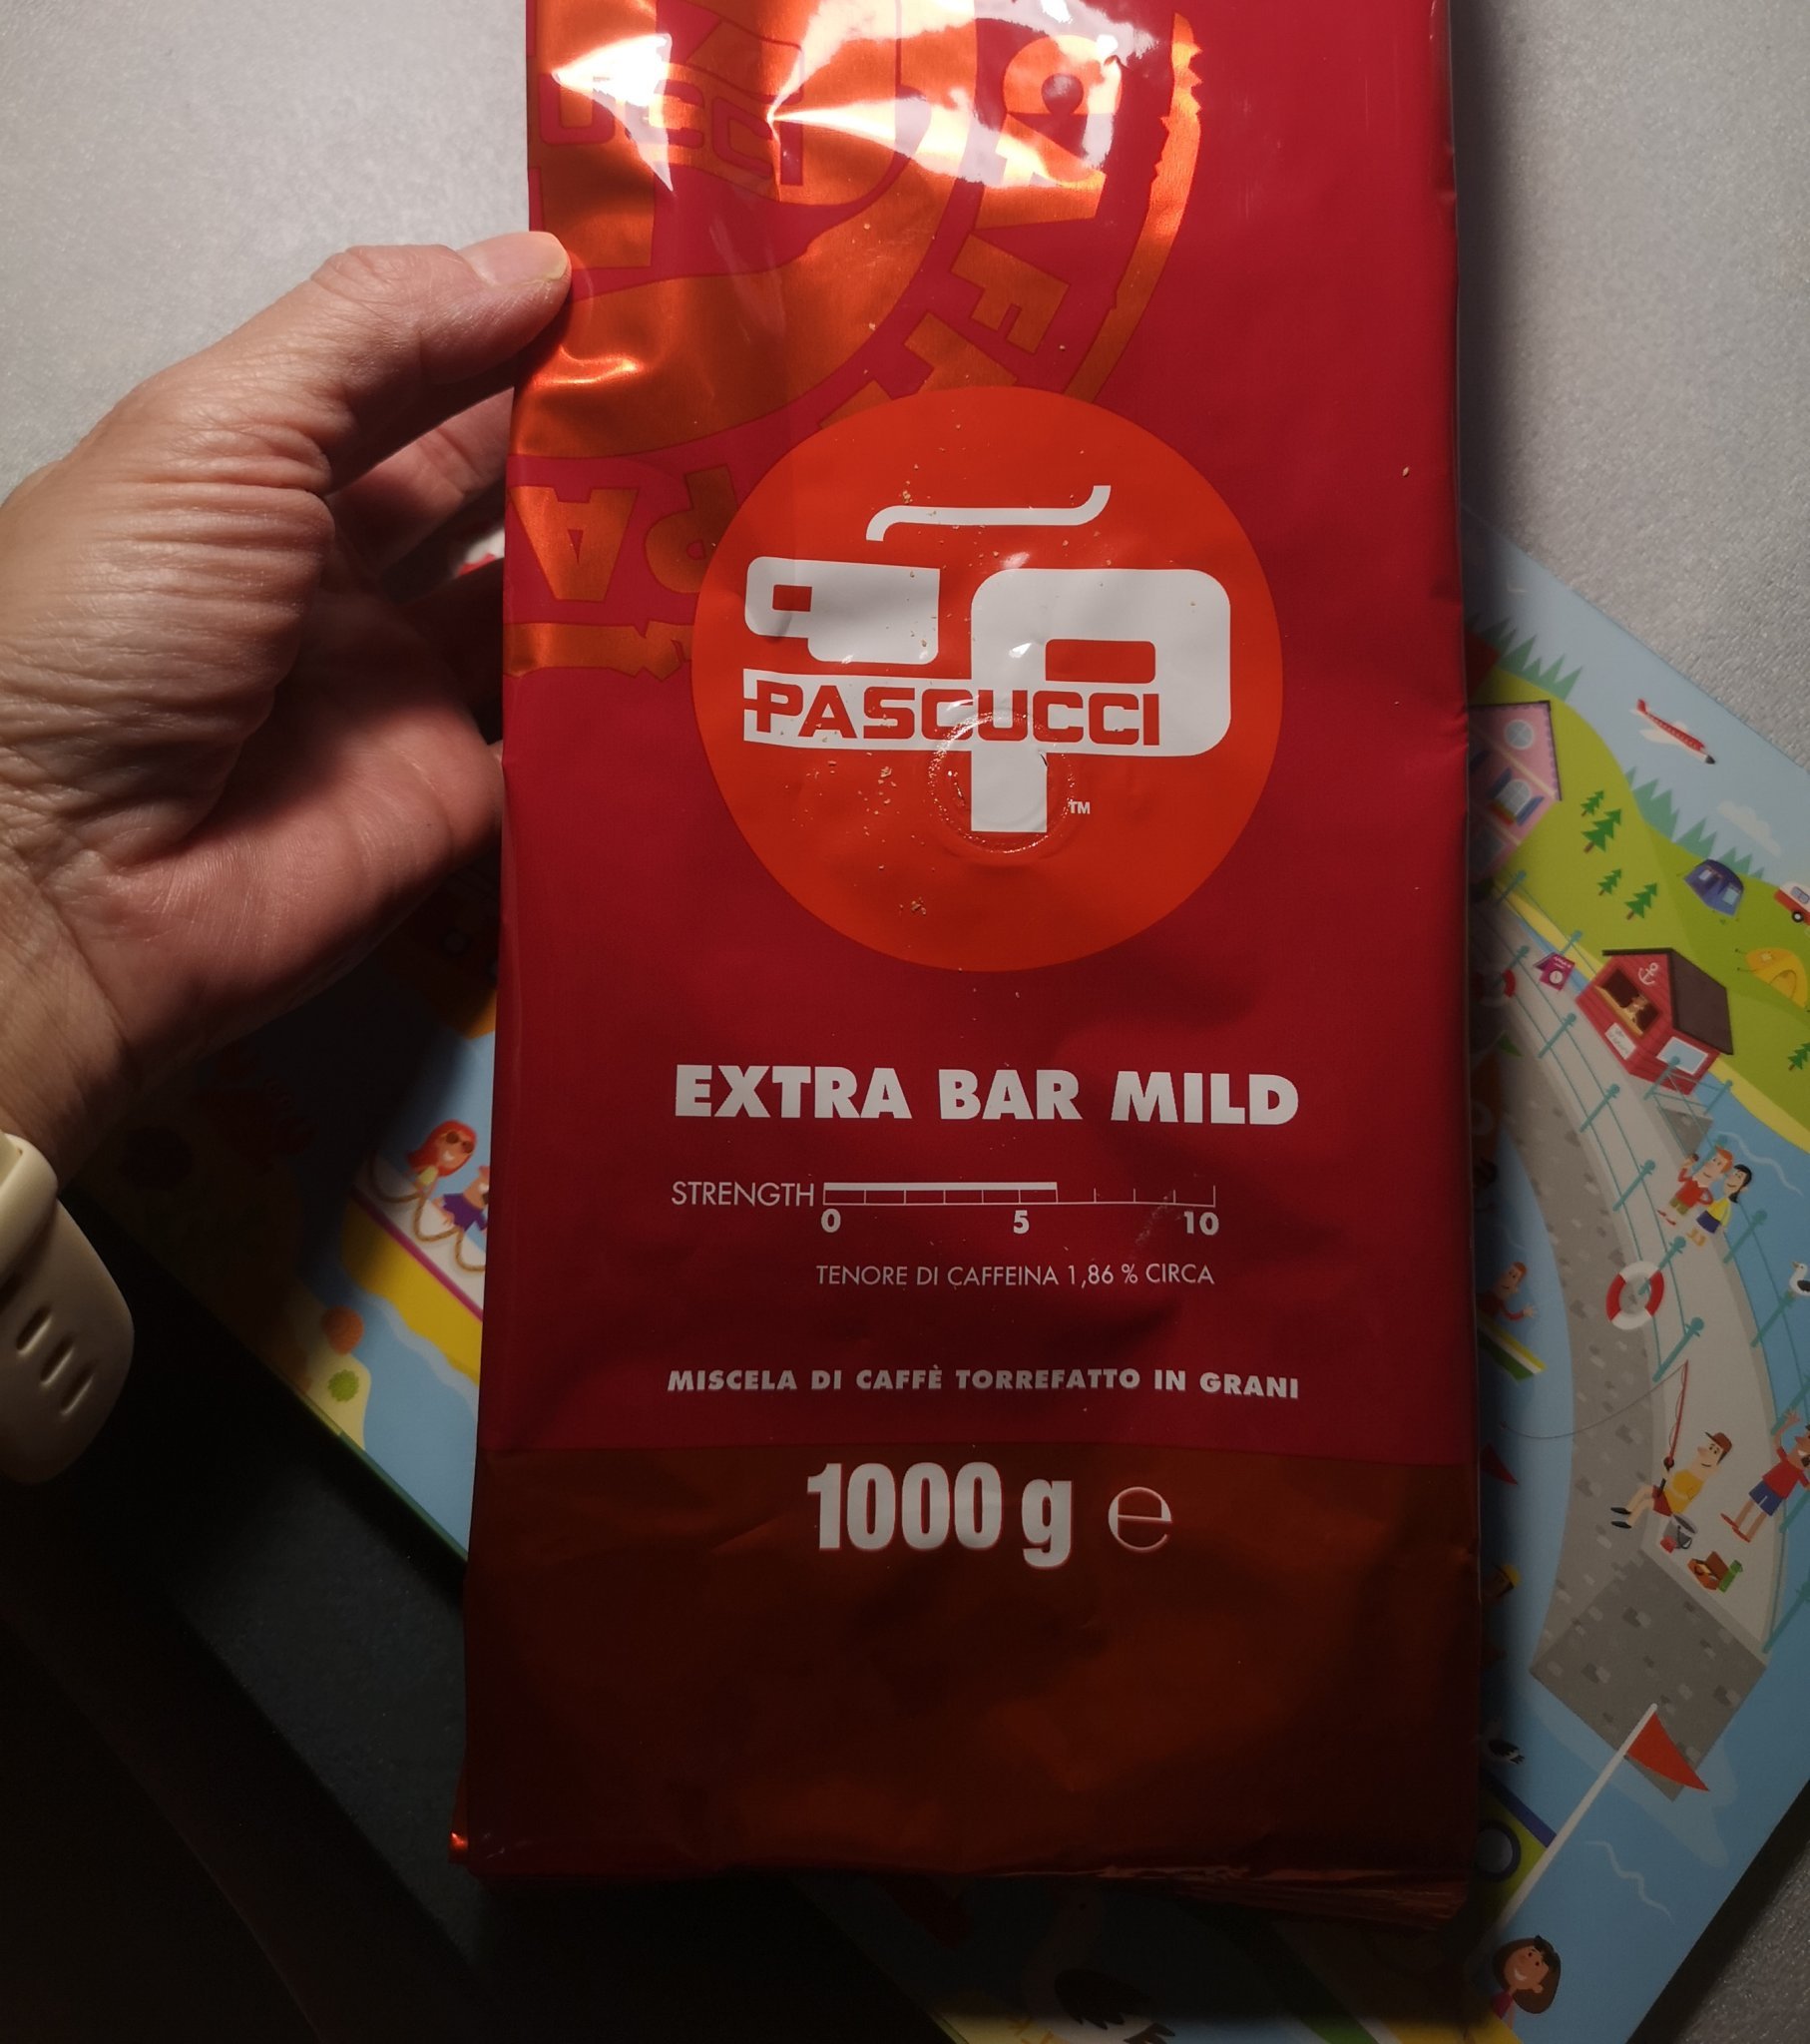 PASCUCCI
TM
EXTRA BAR MILD
STRENGTH
0 5 10
TENORE DI CAFFEINA 1,86 % CIRCA
MISCELA DI CAFFÈ TORREFATTO IN GRANI
1000 g ℮